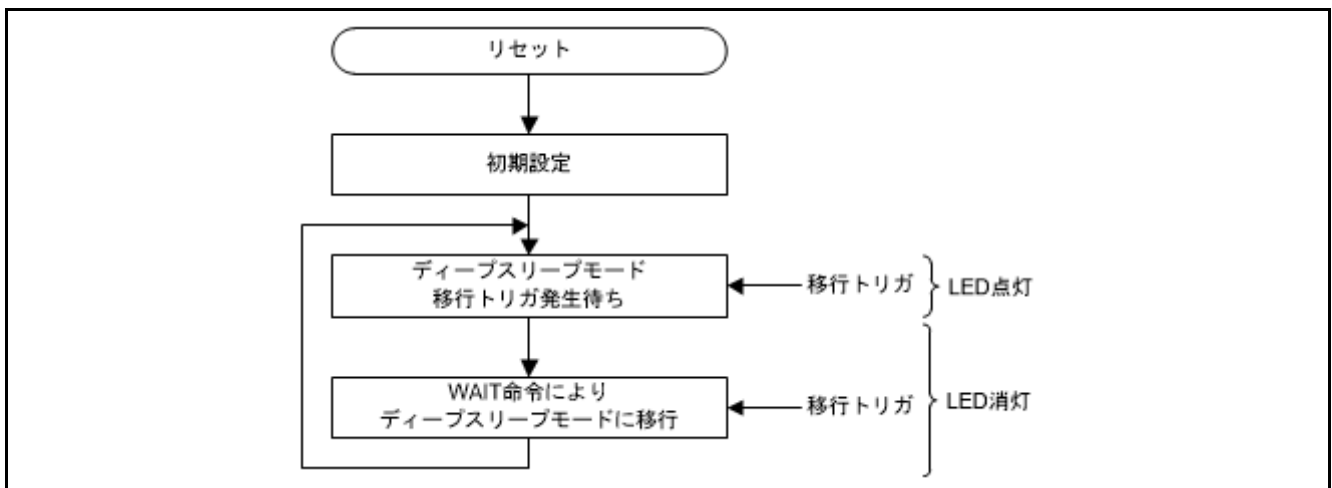 リセット
初期設定
ディープスリープモード
移行トリガ発生待ち
移行トリガ
LED点灯
WAIT命令により
ディープスリープモードに移行
移行トリガ
LED消灯